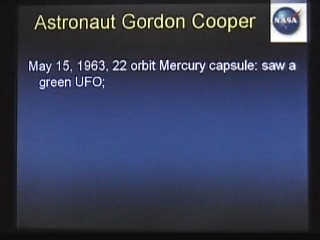 Astronaut Gordon Cooper
NASA
May 15, 1963, 22 orbit Mercury capsule: saw a
green UFO;